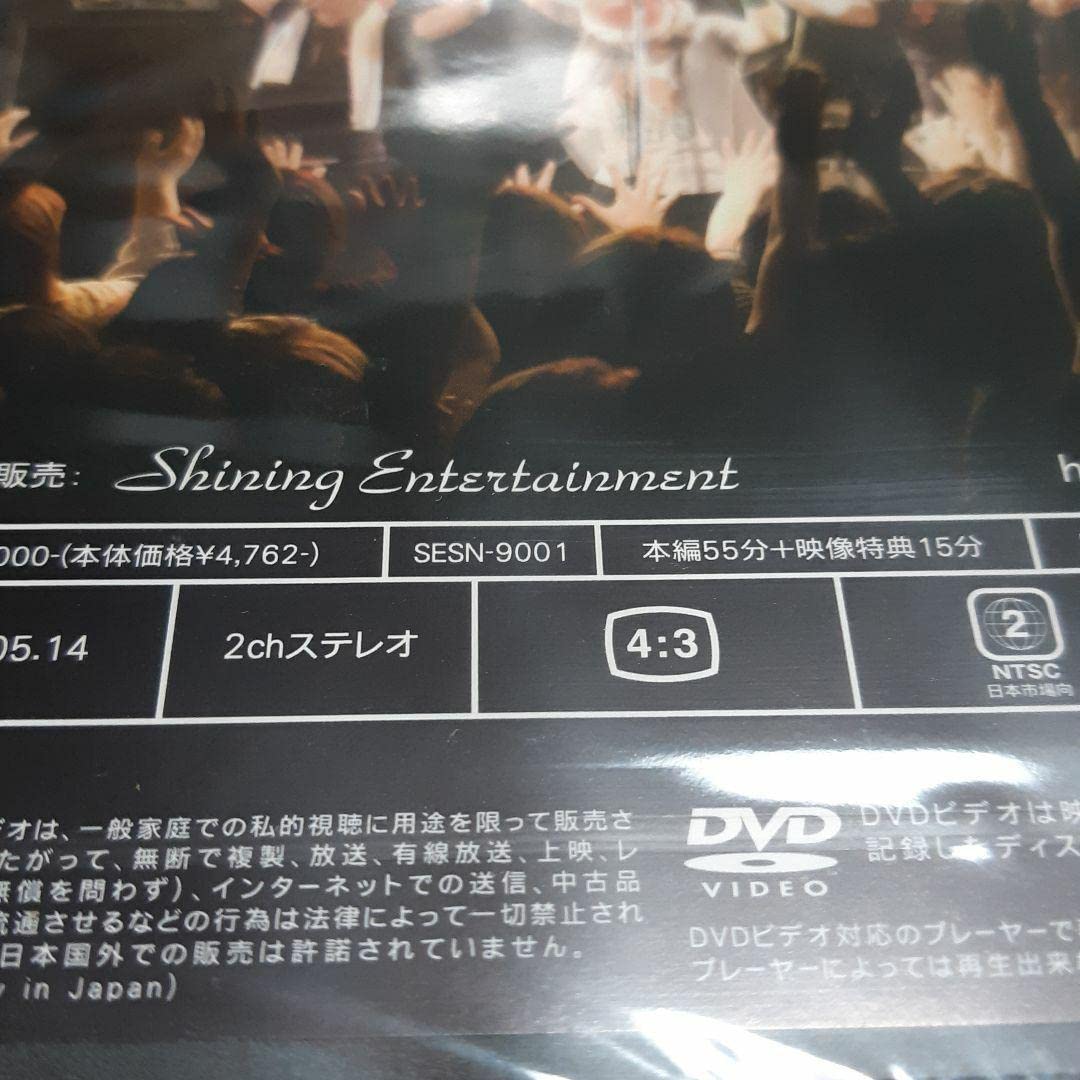 販売: Shining Entertainment h
000-(本体価格¥4,762-) SESN-9001 本編55分+映像特典15分
05.14 2chステレオ 4:3 2
NTSC
日本市場向
デオは、一般家庭での私的視聴に用途を限って販売さ
たがって、無断で複製、放送、有線放送、上映、レ
無償を問わず)、インターネットでの送信、中古品
流通させるなどの行為は法律によって一切禁止され
日本国外での販売は許諾されていません。
y in Japan)
DVD
VIDEO
DVDビデオは映
記録したディス
DVDビデオ対応のプレーヤーで
プレーヤーによっては再生出来